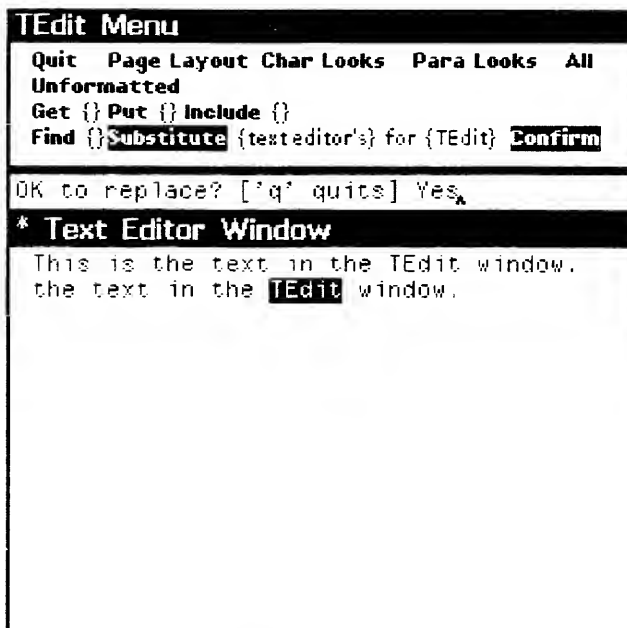 TEdit Menu
Quit Page Layout Char Looks Para Looks All
Unformatted
Get {} Put {} Include {}
Find {} Substitute {texteditor's} for {TEdit} Confirm
OK to replace? ['q' quits] Yes
* Text Editor Window
This is the text in the TEdit window.
the text in the TEdit window.